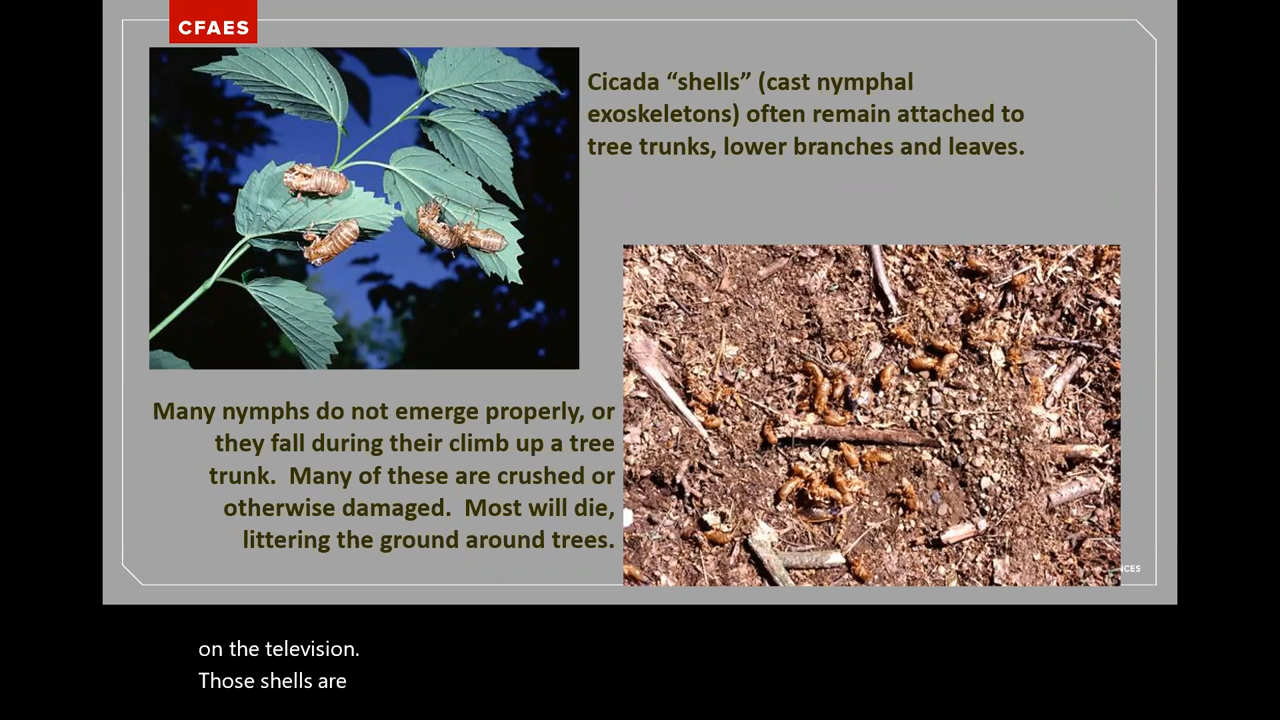 CFAES
Cicada “shells” (cast nymphal
exoskeletons) often remain attached to
tree trunks, lower branches and leaves.
Many nymphs do not emerge properly, or
they fall during their climb up a tree
trunk.  Many of these are crushed or
otherwise damaged.  Most will die,
littering the ground around trees.
NCES
on the television.
Those shells are